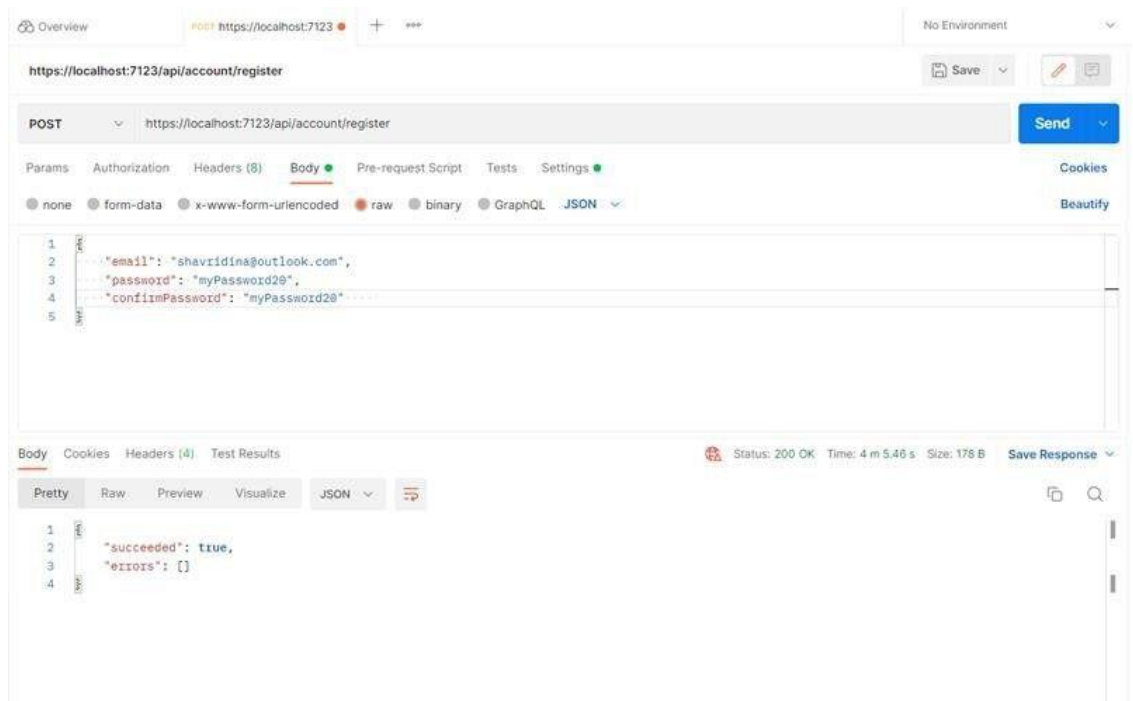 Overview POST https://localhost:7123 No Environment
https://localhost:7123/api/account/register Save
POST https://localhost:7123/api/account/register Send
Params Authorization Headers (8) Body Pre-request Script Tests Settings Cookies
none form-data x-www-form-urlencoded raw binary GraphQL JSON Beautify
1 {
2 "email": "shavridina@outlook.com",
3 "password": "myPassword20",
4 "confirmPassword": "myPassword20"
5 }
Body Cookies Headers (4) Test Results Status: 200 OK Time: 4 m 5.46 s Size: 178 B Save Response
Pretty Raw Preview Visualize JSON
1 {
2 "succeeded": true,
3 "errors": []
4 }